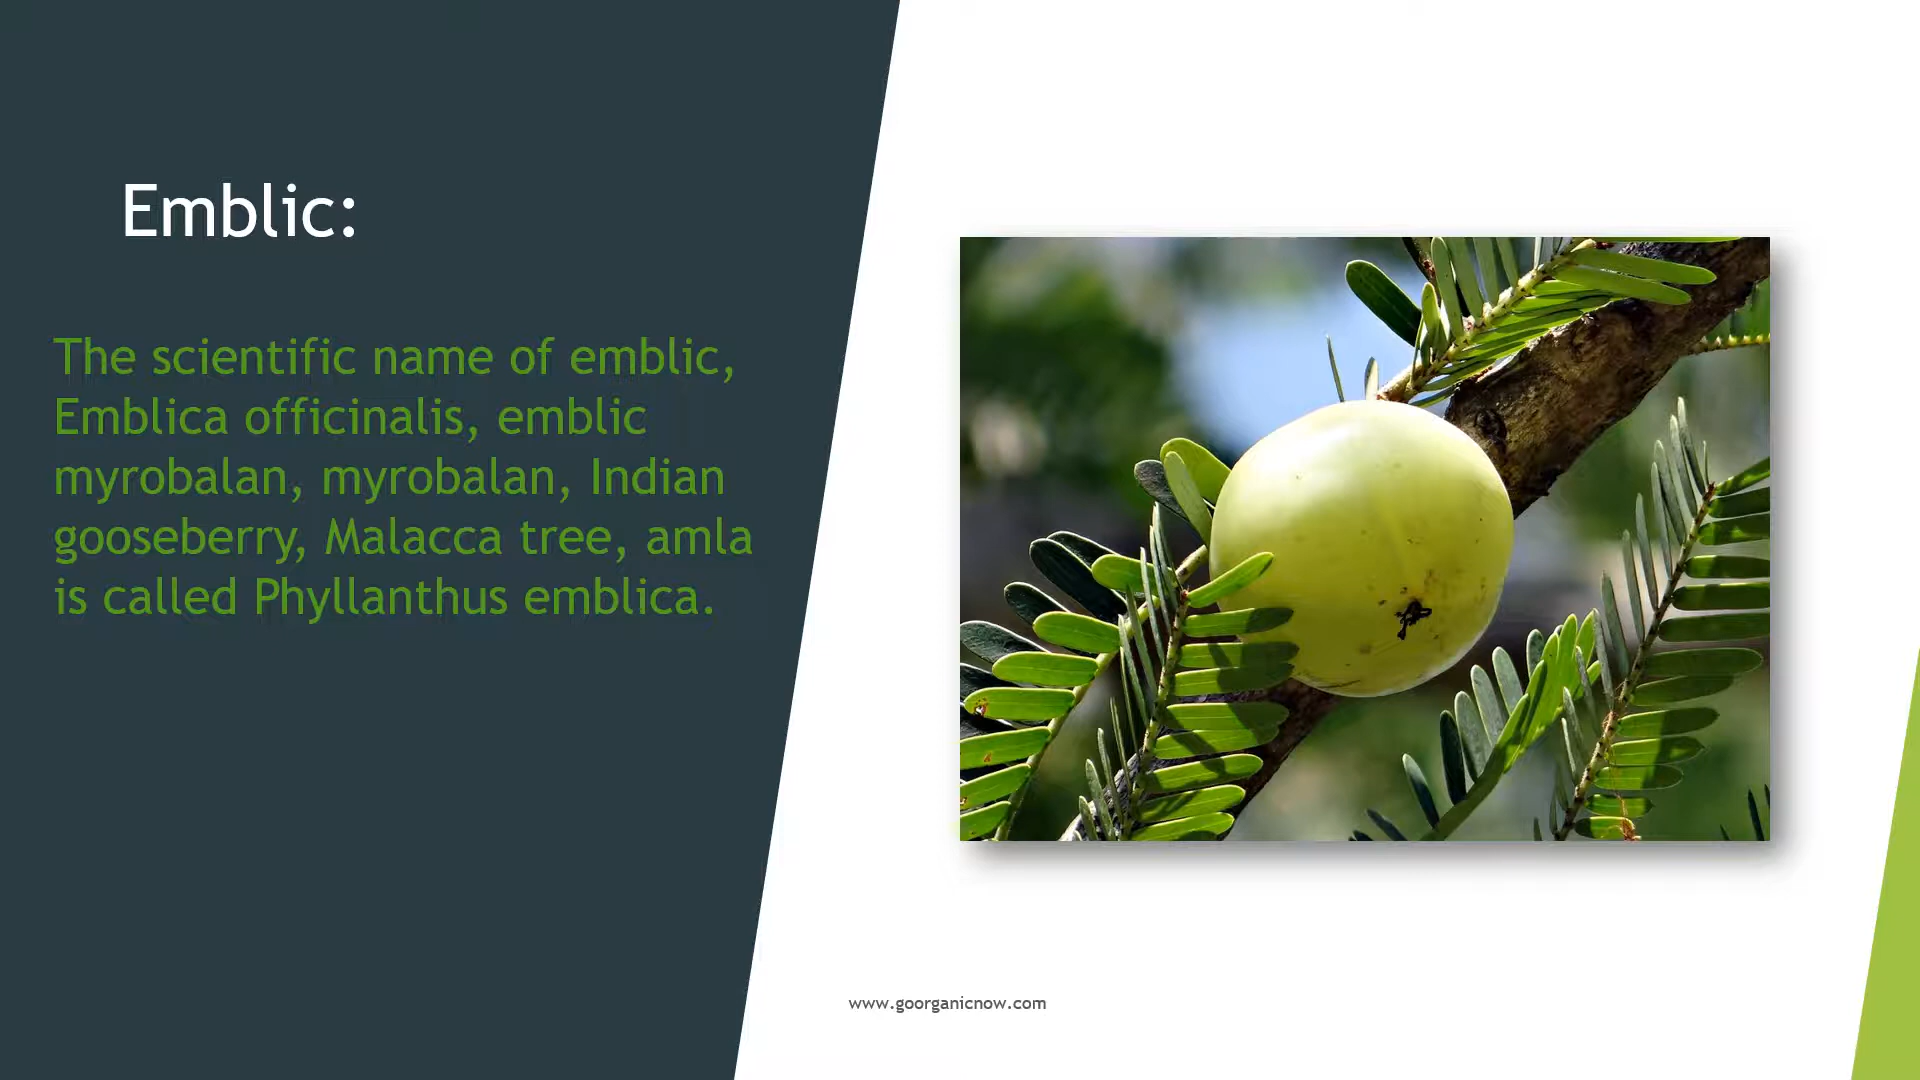 Emblic:
The scientific name of emblic,
Emblica officinalis, emblic
myrobalan, myrobalan, Indian
gooseberry, Malacca tree, amla
is called Phyllanthus emblica.
www.goorganicnow.com